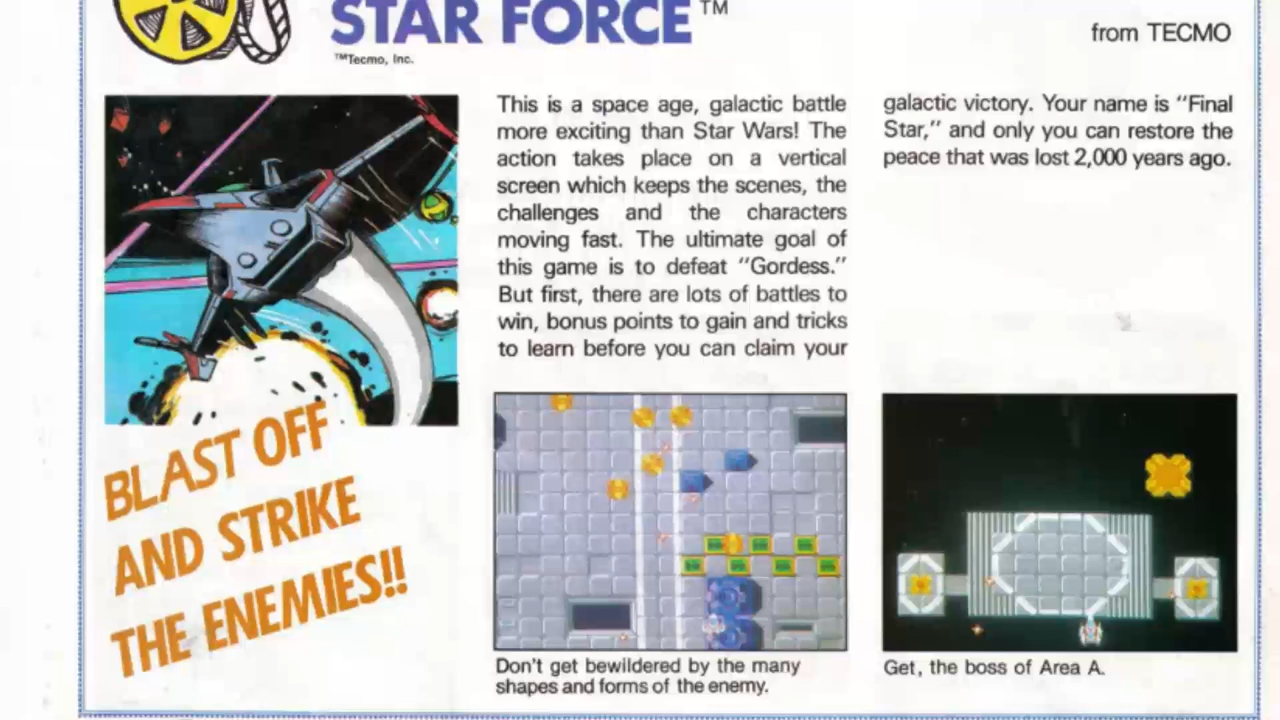 STAR FORCE™
™Tecmo, Inc.
from TECMO
This is a space age, galactic battle
more exciting than Star Wars! The
action takes place on a vertical
screen which keeps the scenes, the
challenges and the characters
moving fast. The ultimate goal of
this game is to defeat "Gordess."
But first, there are lots of battles to
win, bonus points to gain and tricks
to learn before you can claim your
galactic victory. Your name is "Final
Star," and only you can restore the
peace that was lost 2,000 years ago.
BLAST OFF
AND STRIKE
THE ENEMIES!!
Don't get bewildered by the many
shapes and forms of the enemy.
Get, the boss of Area A.